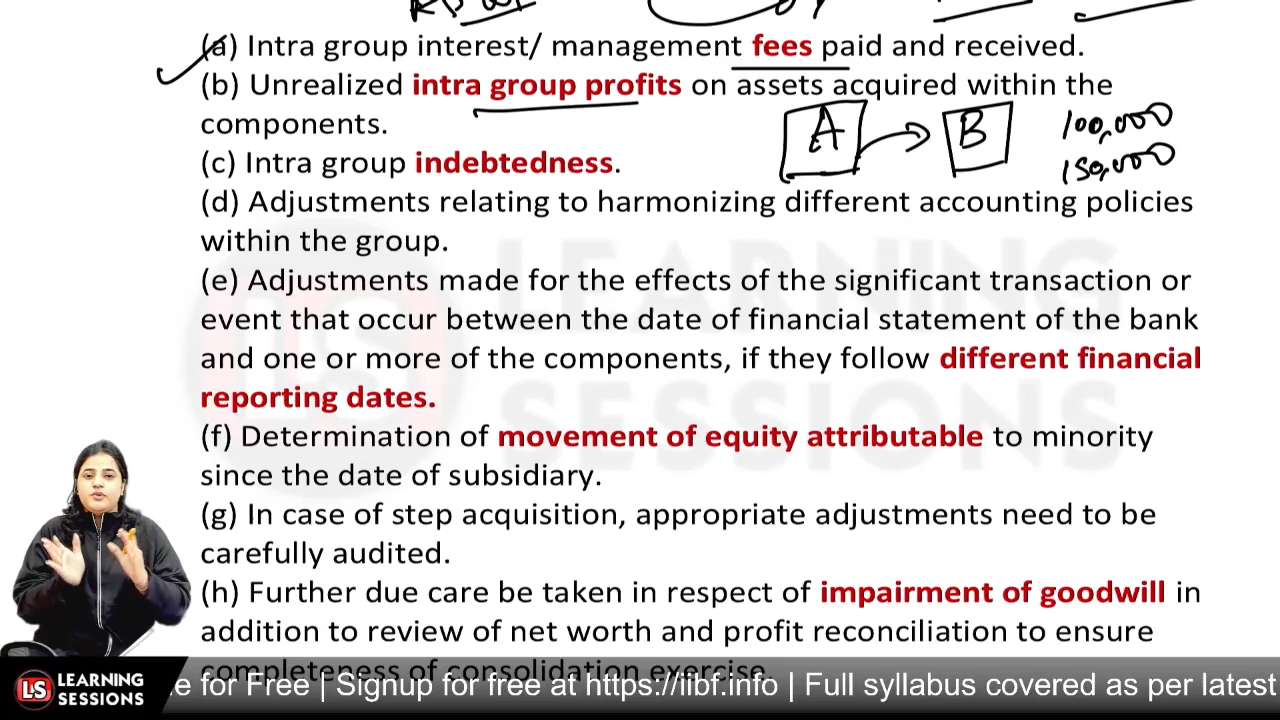 (a) Intra group interest/ management fees paid and received.
(b) Unrealized intra group profits on assets acquired within the
components.
A B 100,000
150,000
(c) Intra group indebtedness.
(d) Adjustments relating to harmonizing different accounting policies
within the group.
(e) Adjustments made for the effects of the significant transaction or
event that occur between the date of financial statement of the bank
and one or more of the components, if they follow different financial
reporting dates.
(f) Determination of movement of equity attributable to minority
since the date of subsidiary.
(g) In case of step acquisition, appropriate adjustments need to be
carefully audited.
(h) Further due care be taken in respect of impairment of goodwill in
addition to review of net worth and profit reconciliation to ensure
completeness of consolidation exercise.
LEARNING
SESSIONS
LS LEARNING
SESSIONS
e for Free | Signup for free at https://iibf.info | Full syllabus covered as per latest